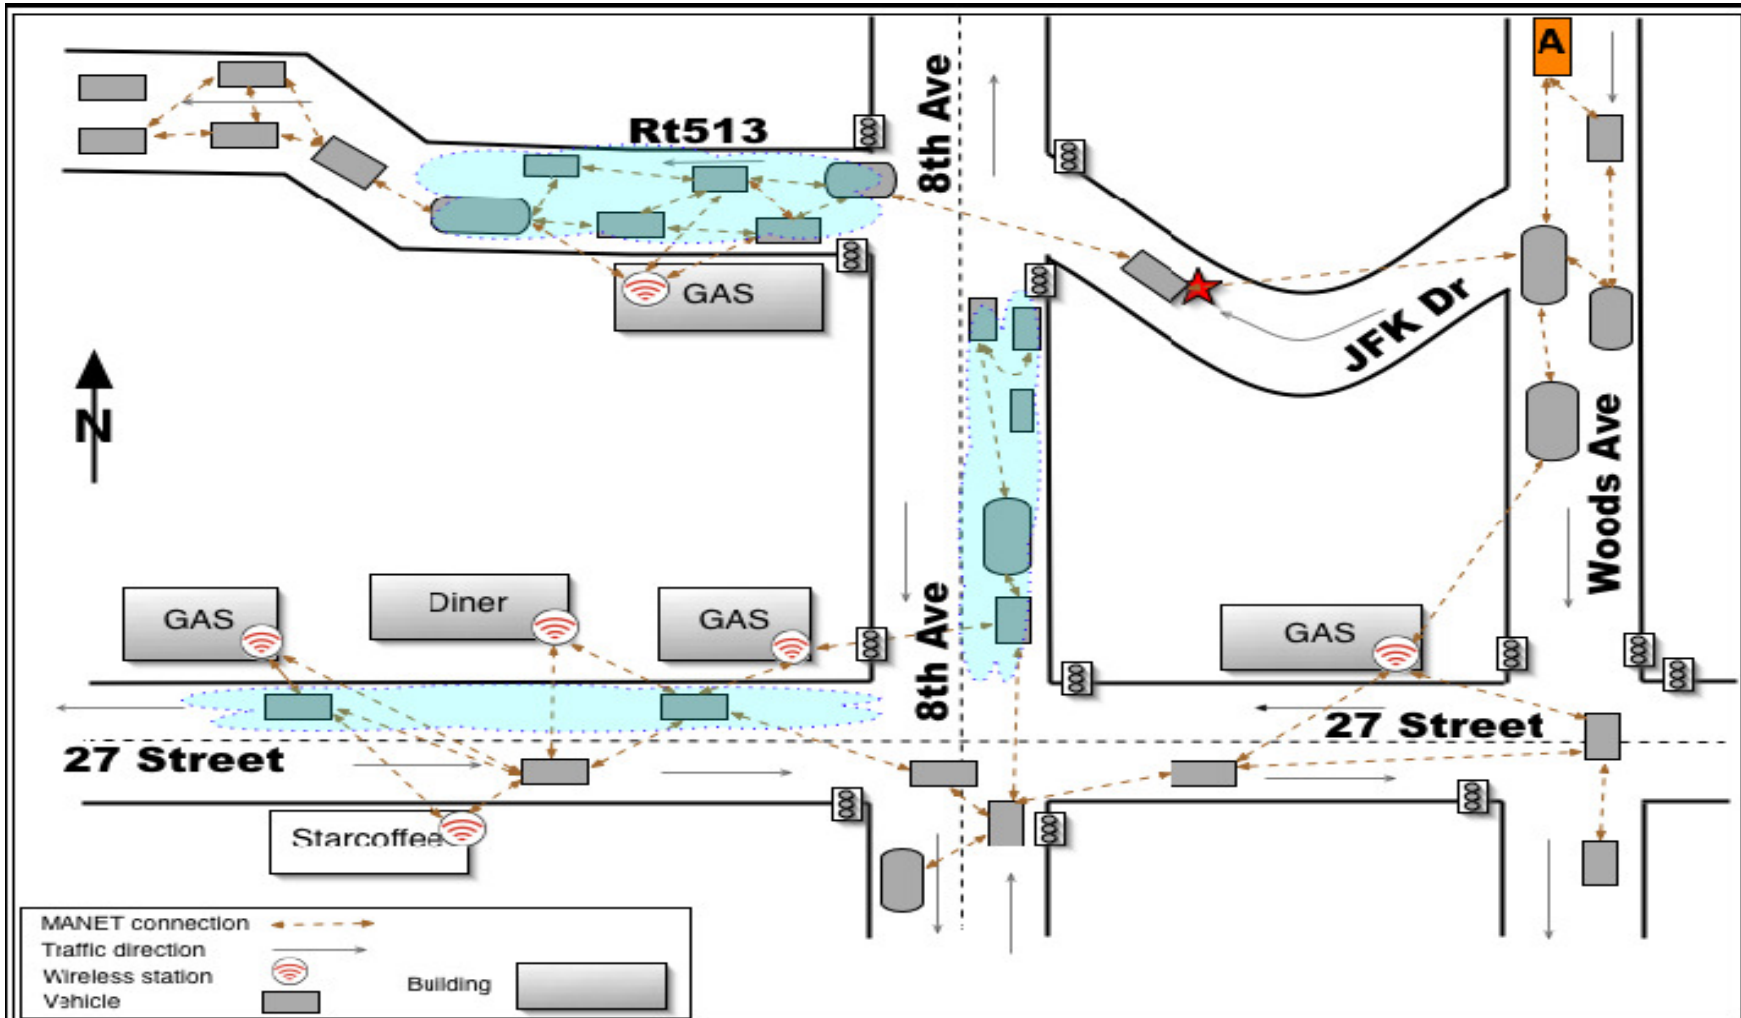 A
Rt513
8th Ave
GAS
JFK Dr
N
Woods Ave
GAS
Diner
GAS
8th Ave
GAS
27 Street
27 Street
Starcoffee
MANET connection
Traffic direction
Wireless station
Vehicle
Building